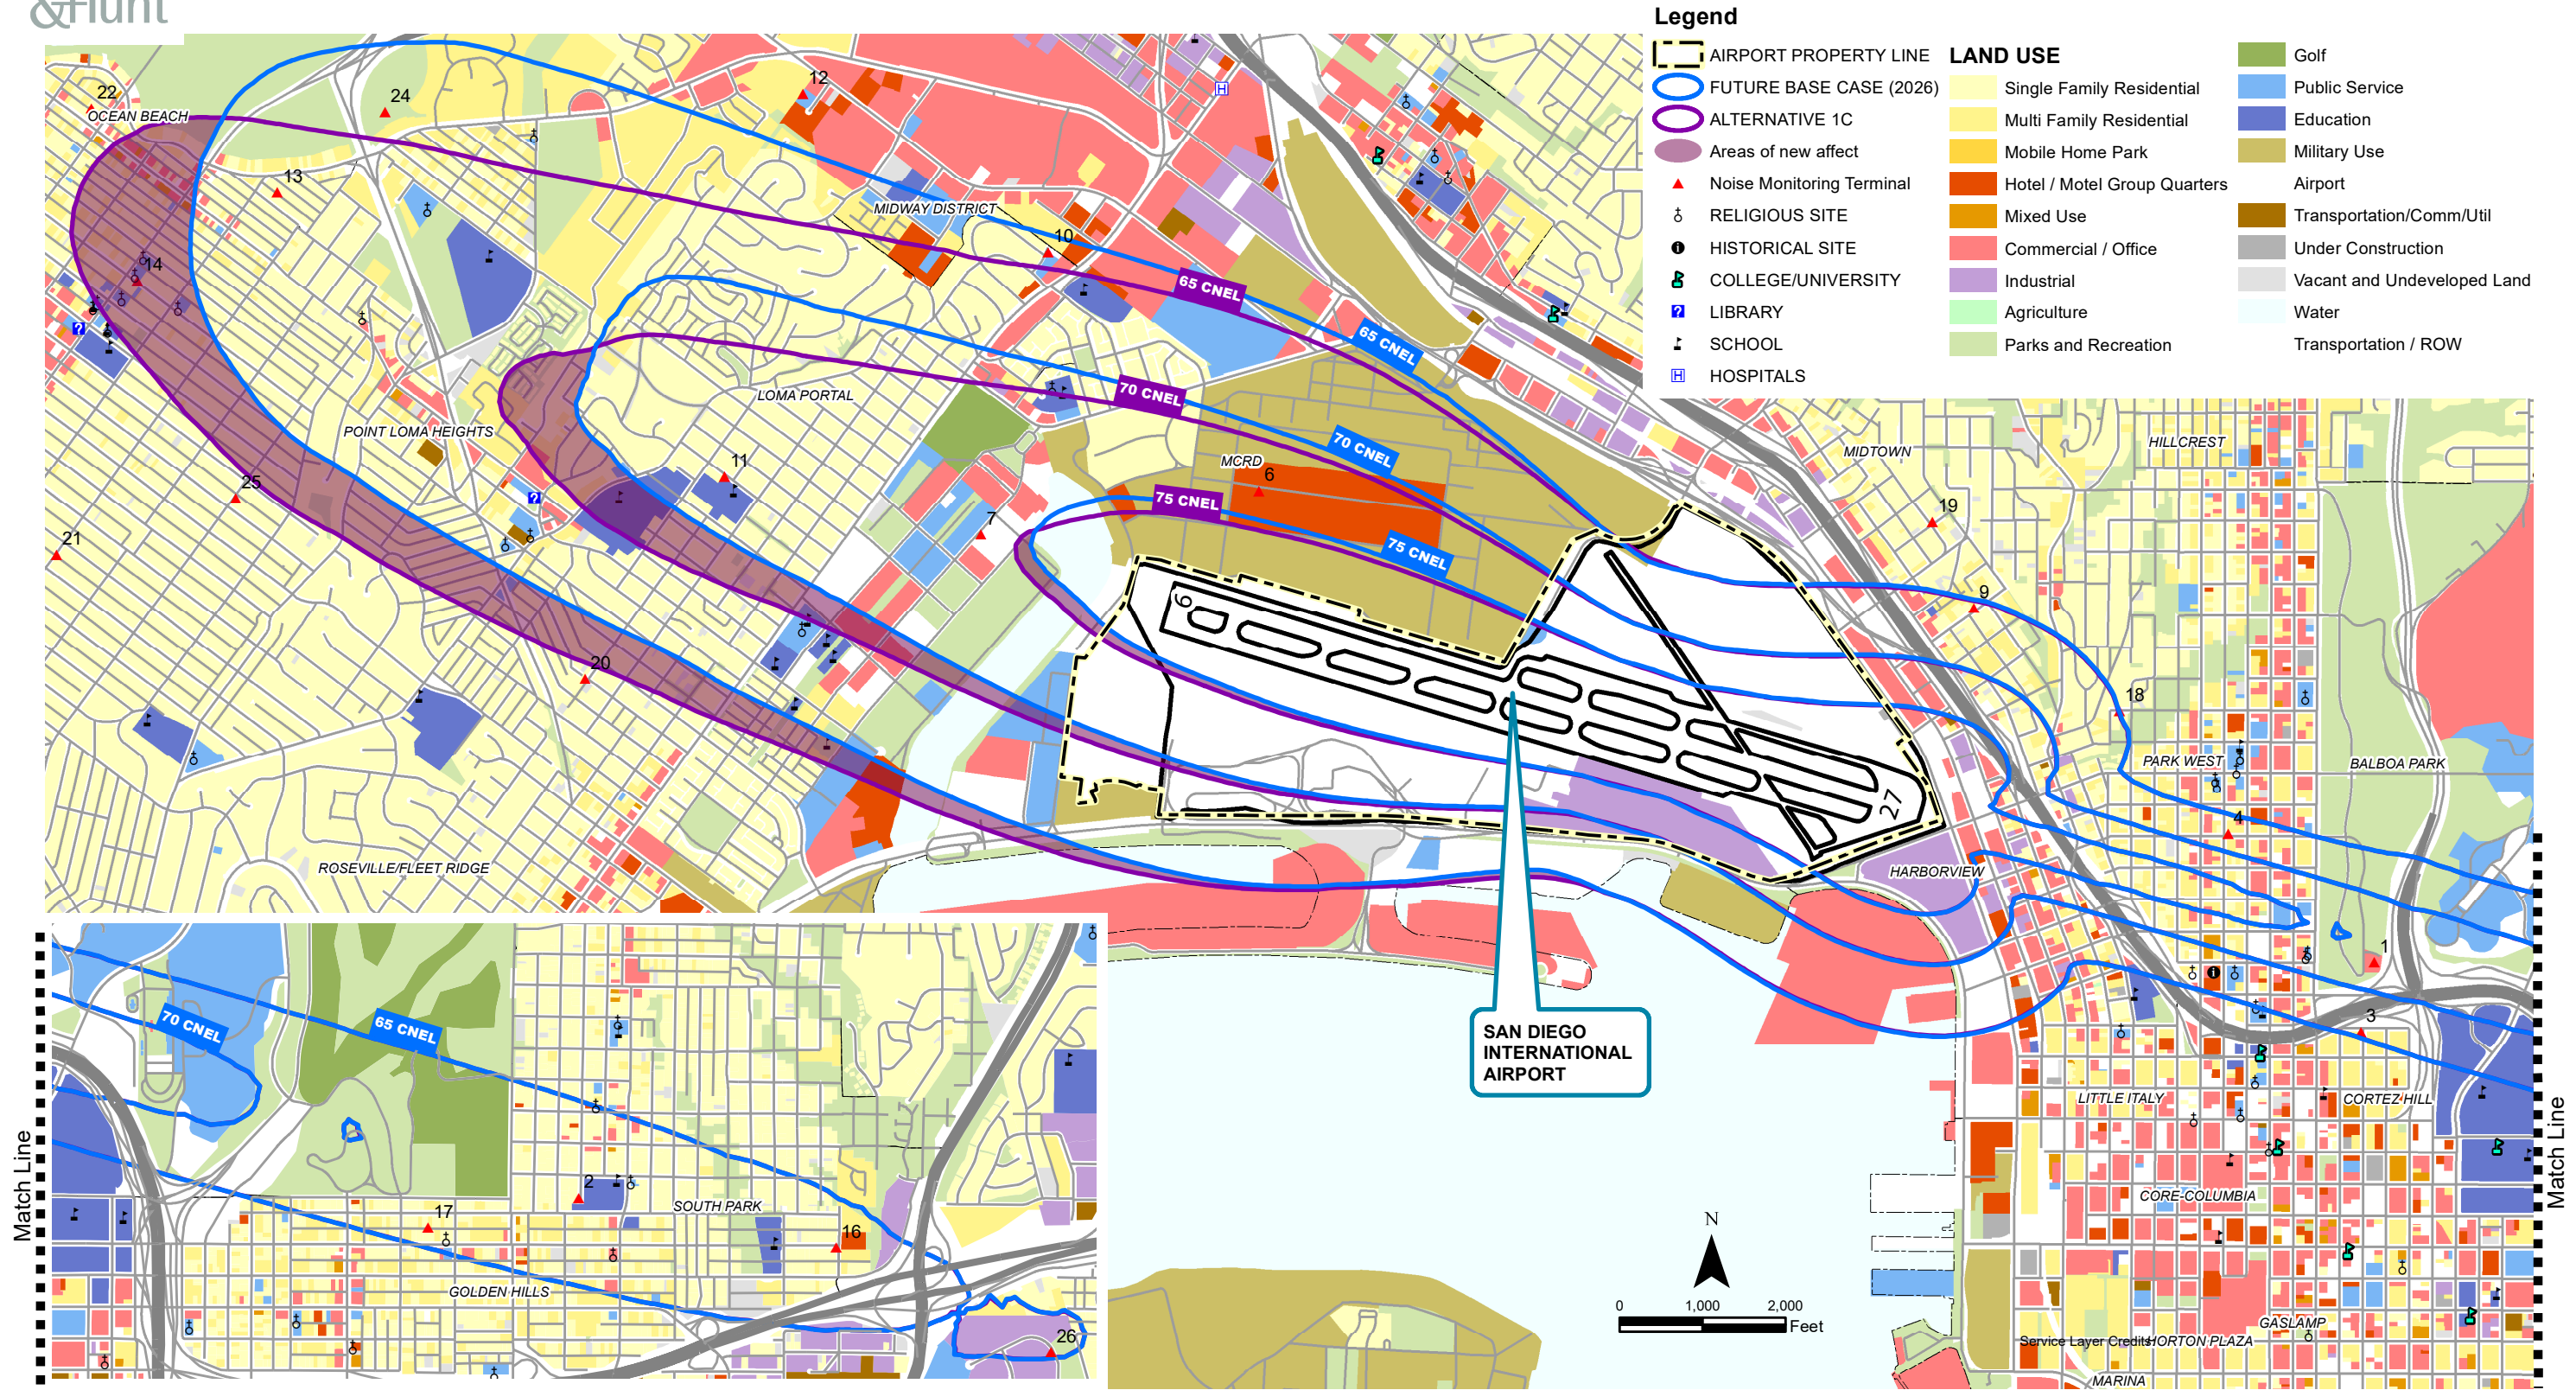 &Hunt
Legend
AIRPORT PROPERTY LINE
FUTURE BASE CASE (2026)
ALTERNATIVE 1C
Areas of new affect
Noise Monitoring Terminal
RELIGIOUS SITE
HISTORICAL SITE
COLLEGE/UNIVERSITY
LIBRARY
SCHOOL
HOSPITALS
LAND USE
Single Family Residential
Multi Family Residential
Mobile Home Park
Hotel / Motel Group Quarters
Mixed Use
Commercial / Office
Industrial
Agriculture
Parks and Recreation
Golf
Public Service
Education
Military Use
Airport
Transportation/Comm/Util
Under Construction
Vacant and Undeveloped Land
Water
Transportation / ROW
22
OCEAN BEACH
24
12
13
MIDWAY DISTRICT
10
14
65 CNEL
65 CNEL
LOMA PORTAL
70 CNEL
POINT LOMA HEIGHTS
70 CNEL
MCRD
6
11
75 CNEL
75 CNEL
25
7
21
20
9
27
MIDTOWN
HILLCREST
19
9
18
PARK WEST
BALBOA PARK
4
HARBORVIEW
1
3
ROSEVILLE/FLEET RIDGE
SAN DIEGO
INTERNATIONAL
AIRPORT
LITTLE ITALY
CORTEZ HILL
CORE-COLUMBIA
GASLAMP
Service Layer Credits
HORTON PLAZA
MARINA
N
0 1,000 2,000
Feet
Match Line
Match Line
70 CNEL
65 CNEL
2
17
SOUTH PARK
16
GOLDEN HILLS
26